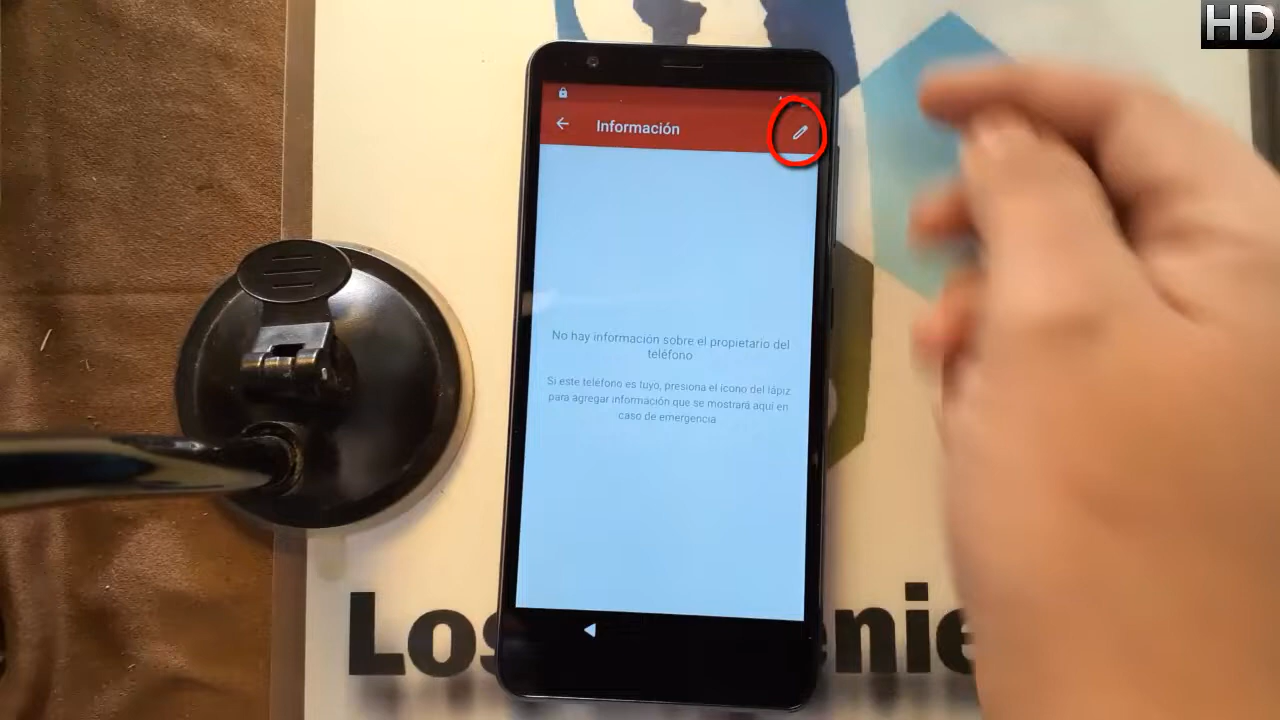 HD
Información
No hay información sobre el propietario del
teléfono
Si este teléfono es tuyo, presiona el ícono del lápiz
para agregar información que se mostrará aquí en
caso de emergencia
Los enie